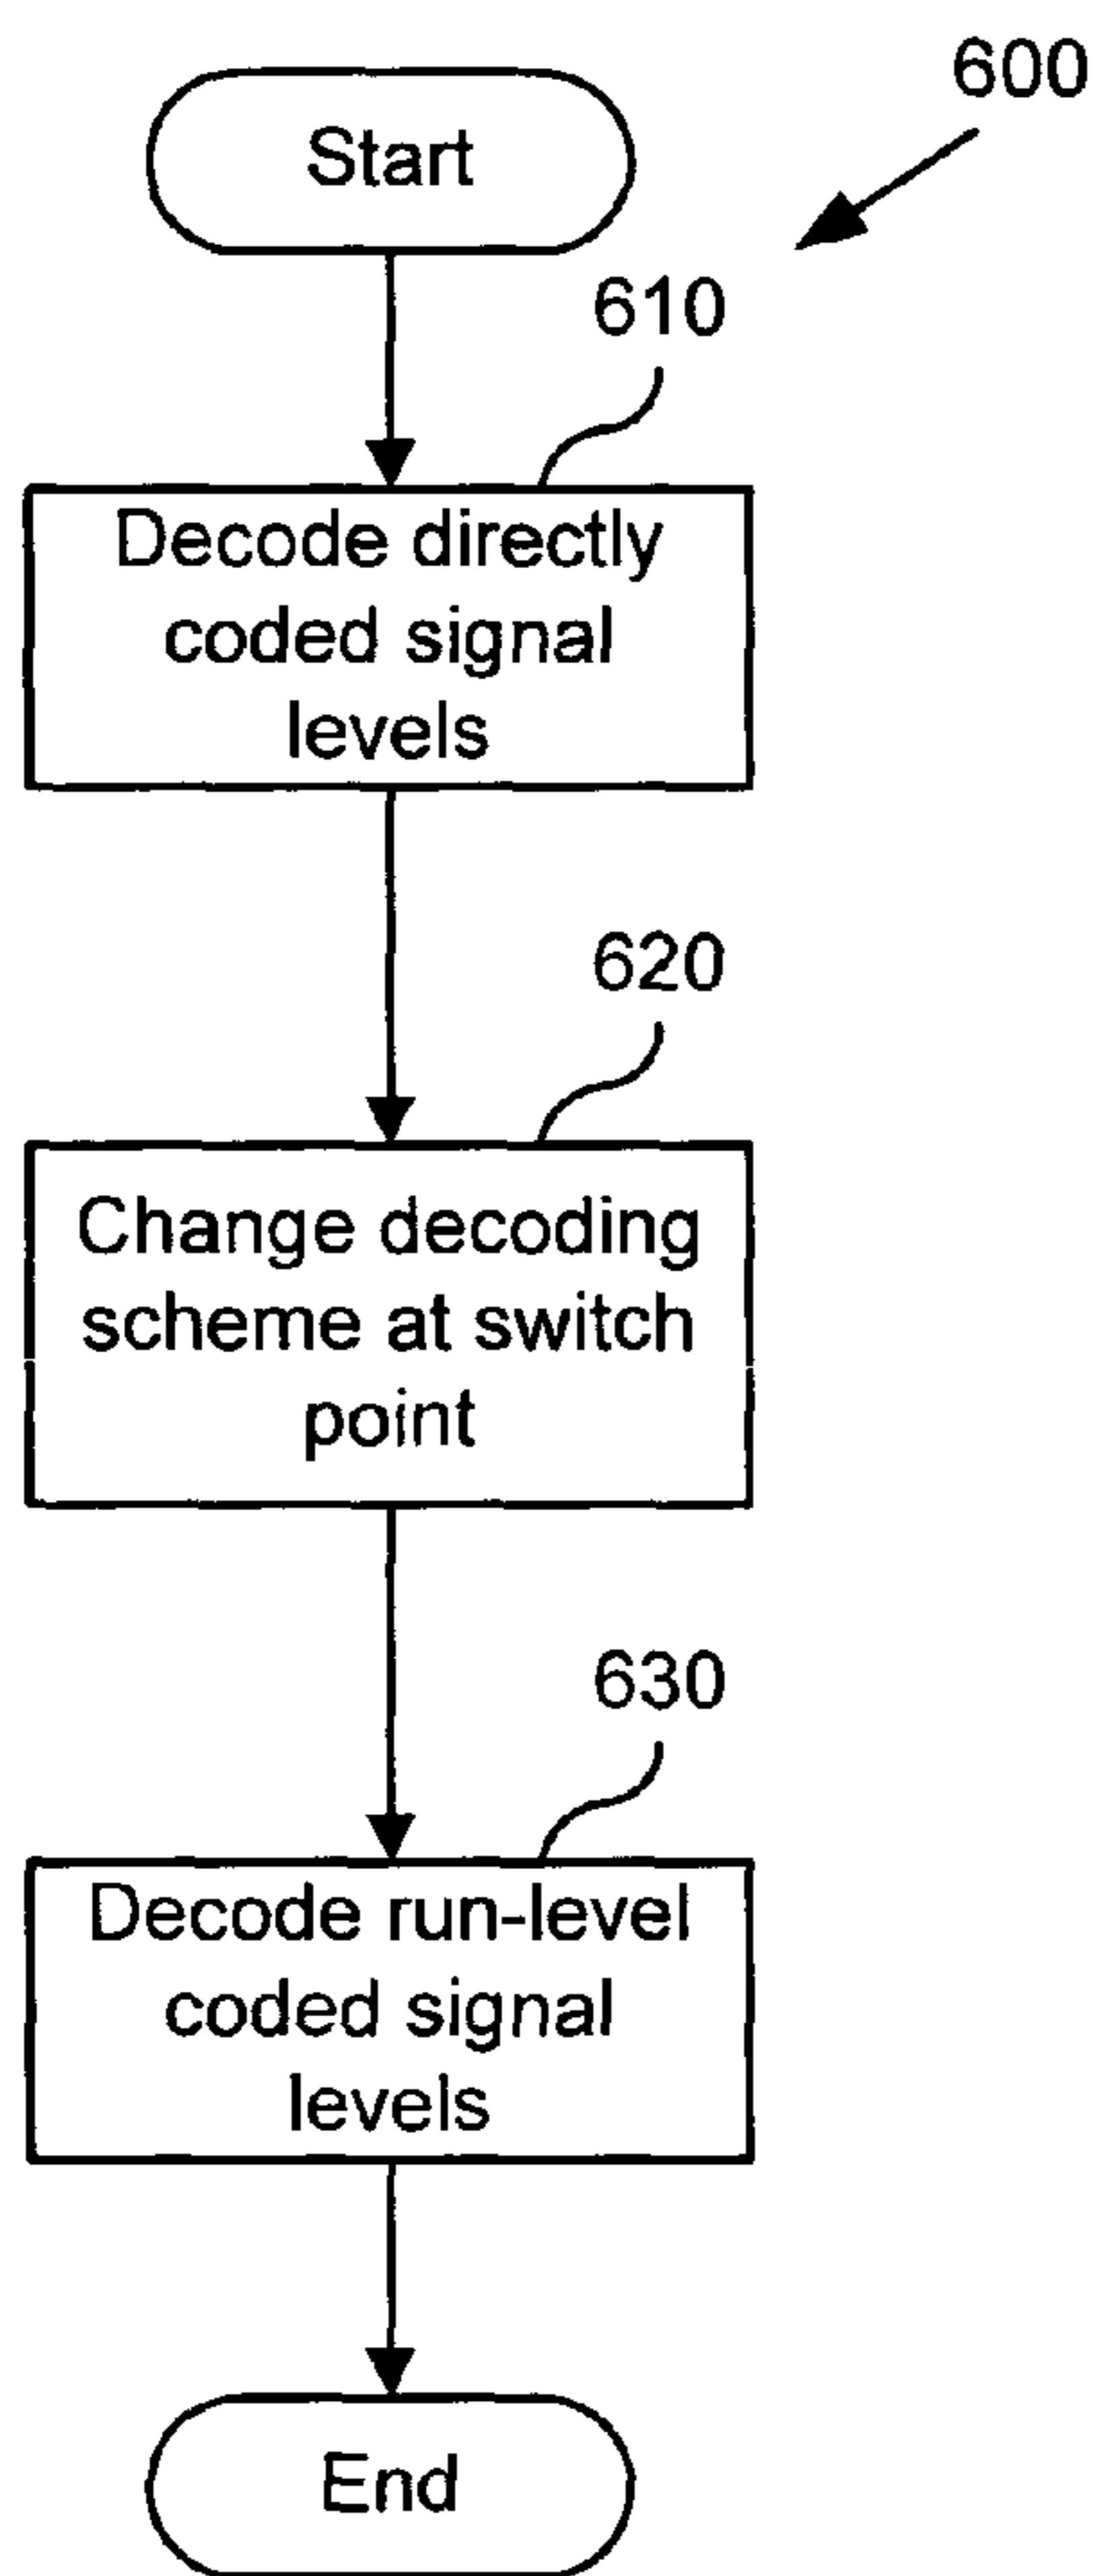 600
Start
610
Decode directly
coded signal
levels
620
Change decoding
scheme at switch
point
630
Decode run-level
coded signal
levels
End